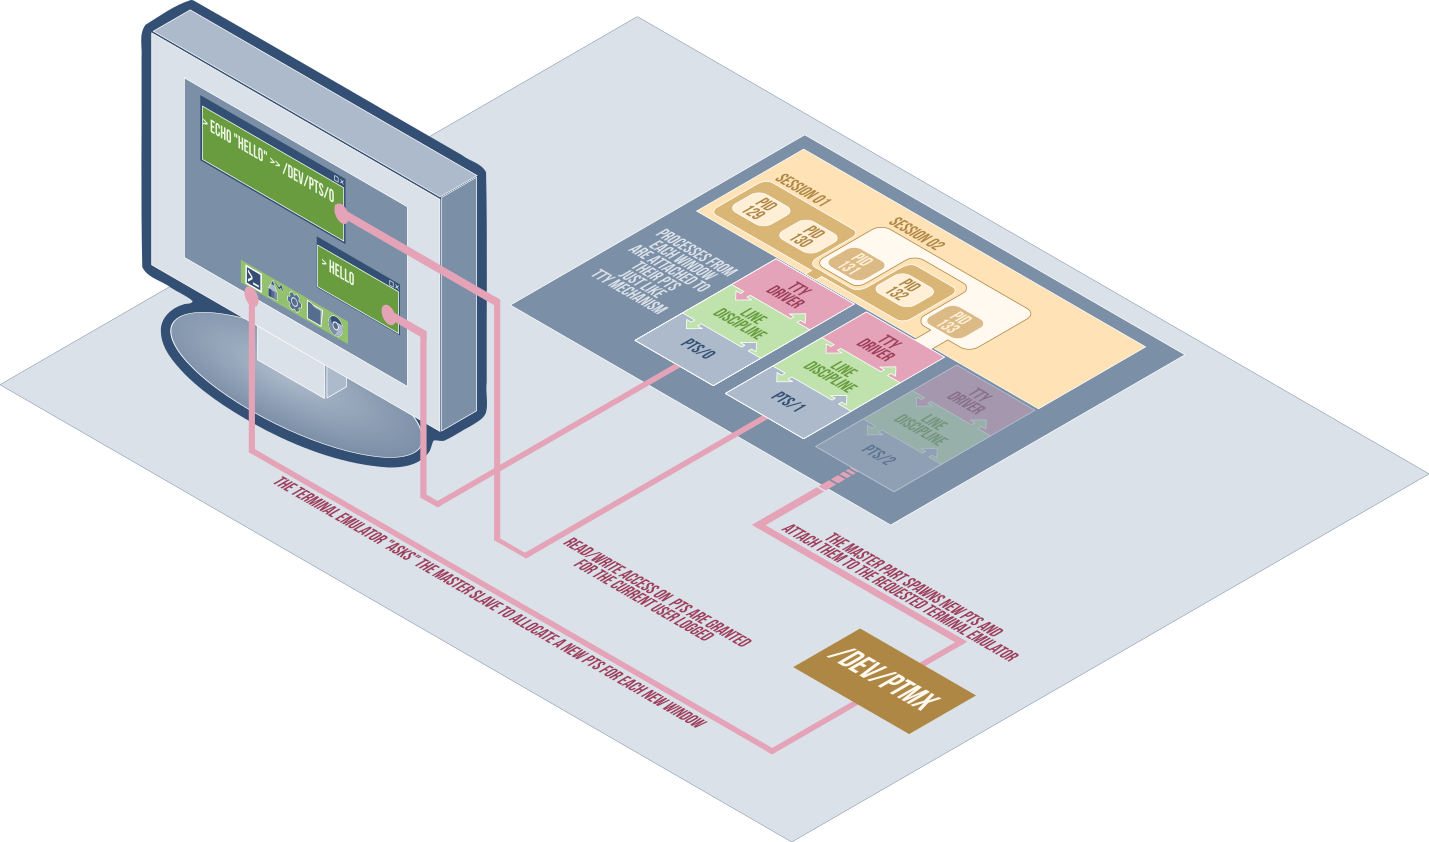 > ECHO "HELLO" >> /DEV/PTS/0
> HELLO
>_
SESSION 01
PID
129
PID
130
SESSION 02
PID
131
PID
132
PID
133
PROCESSES FROM
EACH WINDOW
ARE ATTACHED TO
THEIR PTS
JUST LIKE
TTY MECHANISM
TTY
DRIVER
LINE
DISCIPLINE
PTS/0
TTY
DRIVER
LINE
DISCIPLINE
PTS/1
TTY
DRIVER
LINE
DISCIPLINE
PTS/2
THE TERMINAL EMULATOR "ASKS" THE MASTER SLAVE TO ALLOCATE A NEW PTS FOR EACH NEW WINDOW
READ/WRITE ACCESS ON PTS ARE GRANTED
FOR THE CURRENT USER LOGGED
THE MASTER PART SPAWNS NEW PTS AND
ATTACH THEM TO THE REQUESTED TERMINAL EMULATOR
/DEV/PTMX